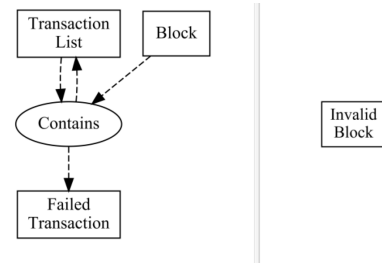 Transaction
List
Block
Contains
Failed
Transaction
Invalid
Block